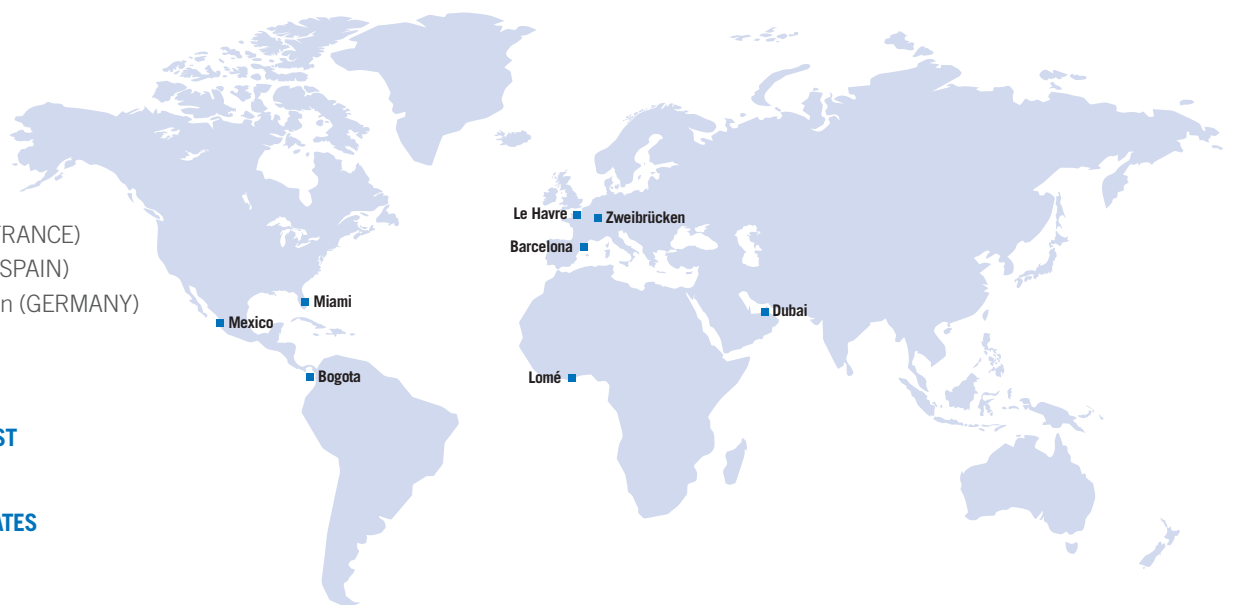 RANCE)
SPAIN)
n (GERMANY)
ST
ATES
Le Havre
Zweibrücken
Barcelona
Miami
Mexico
Dubai
Bogota
Lomé